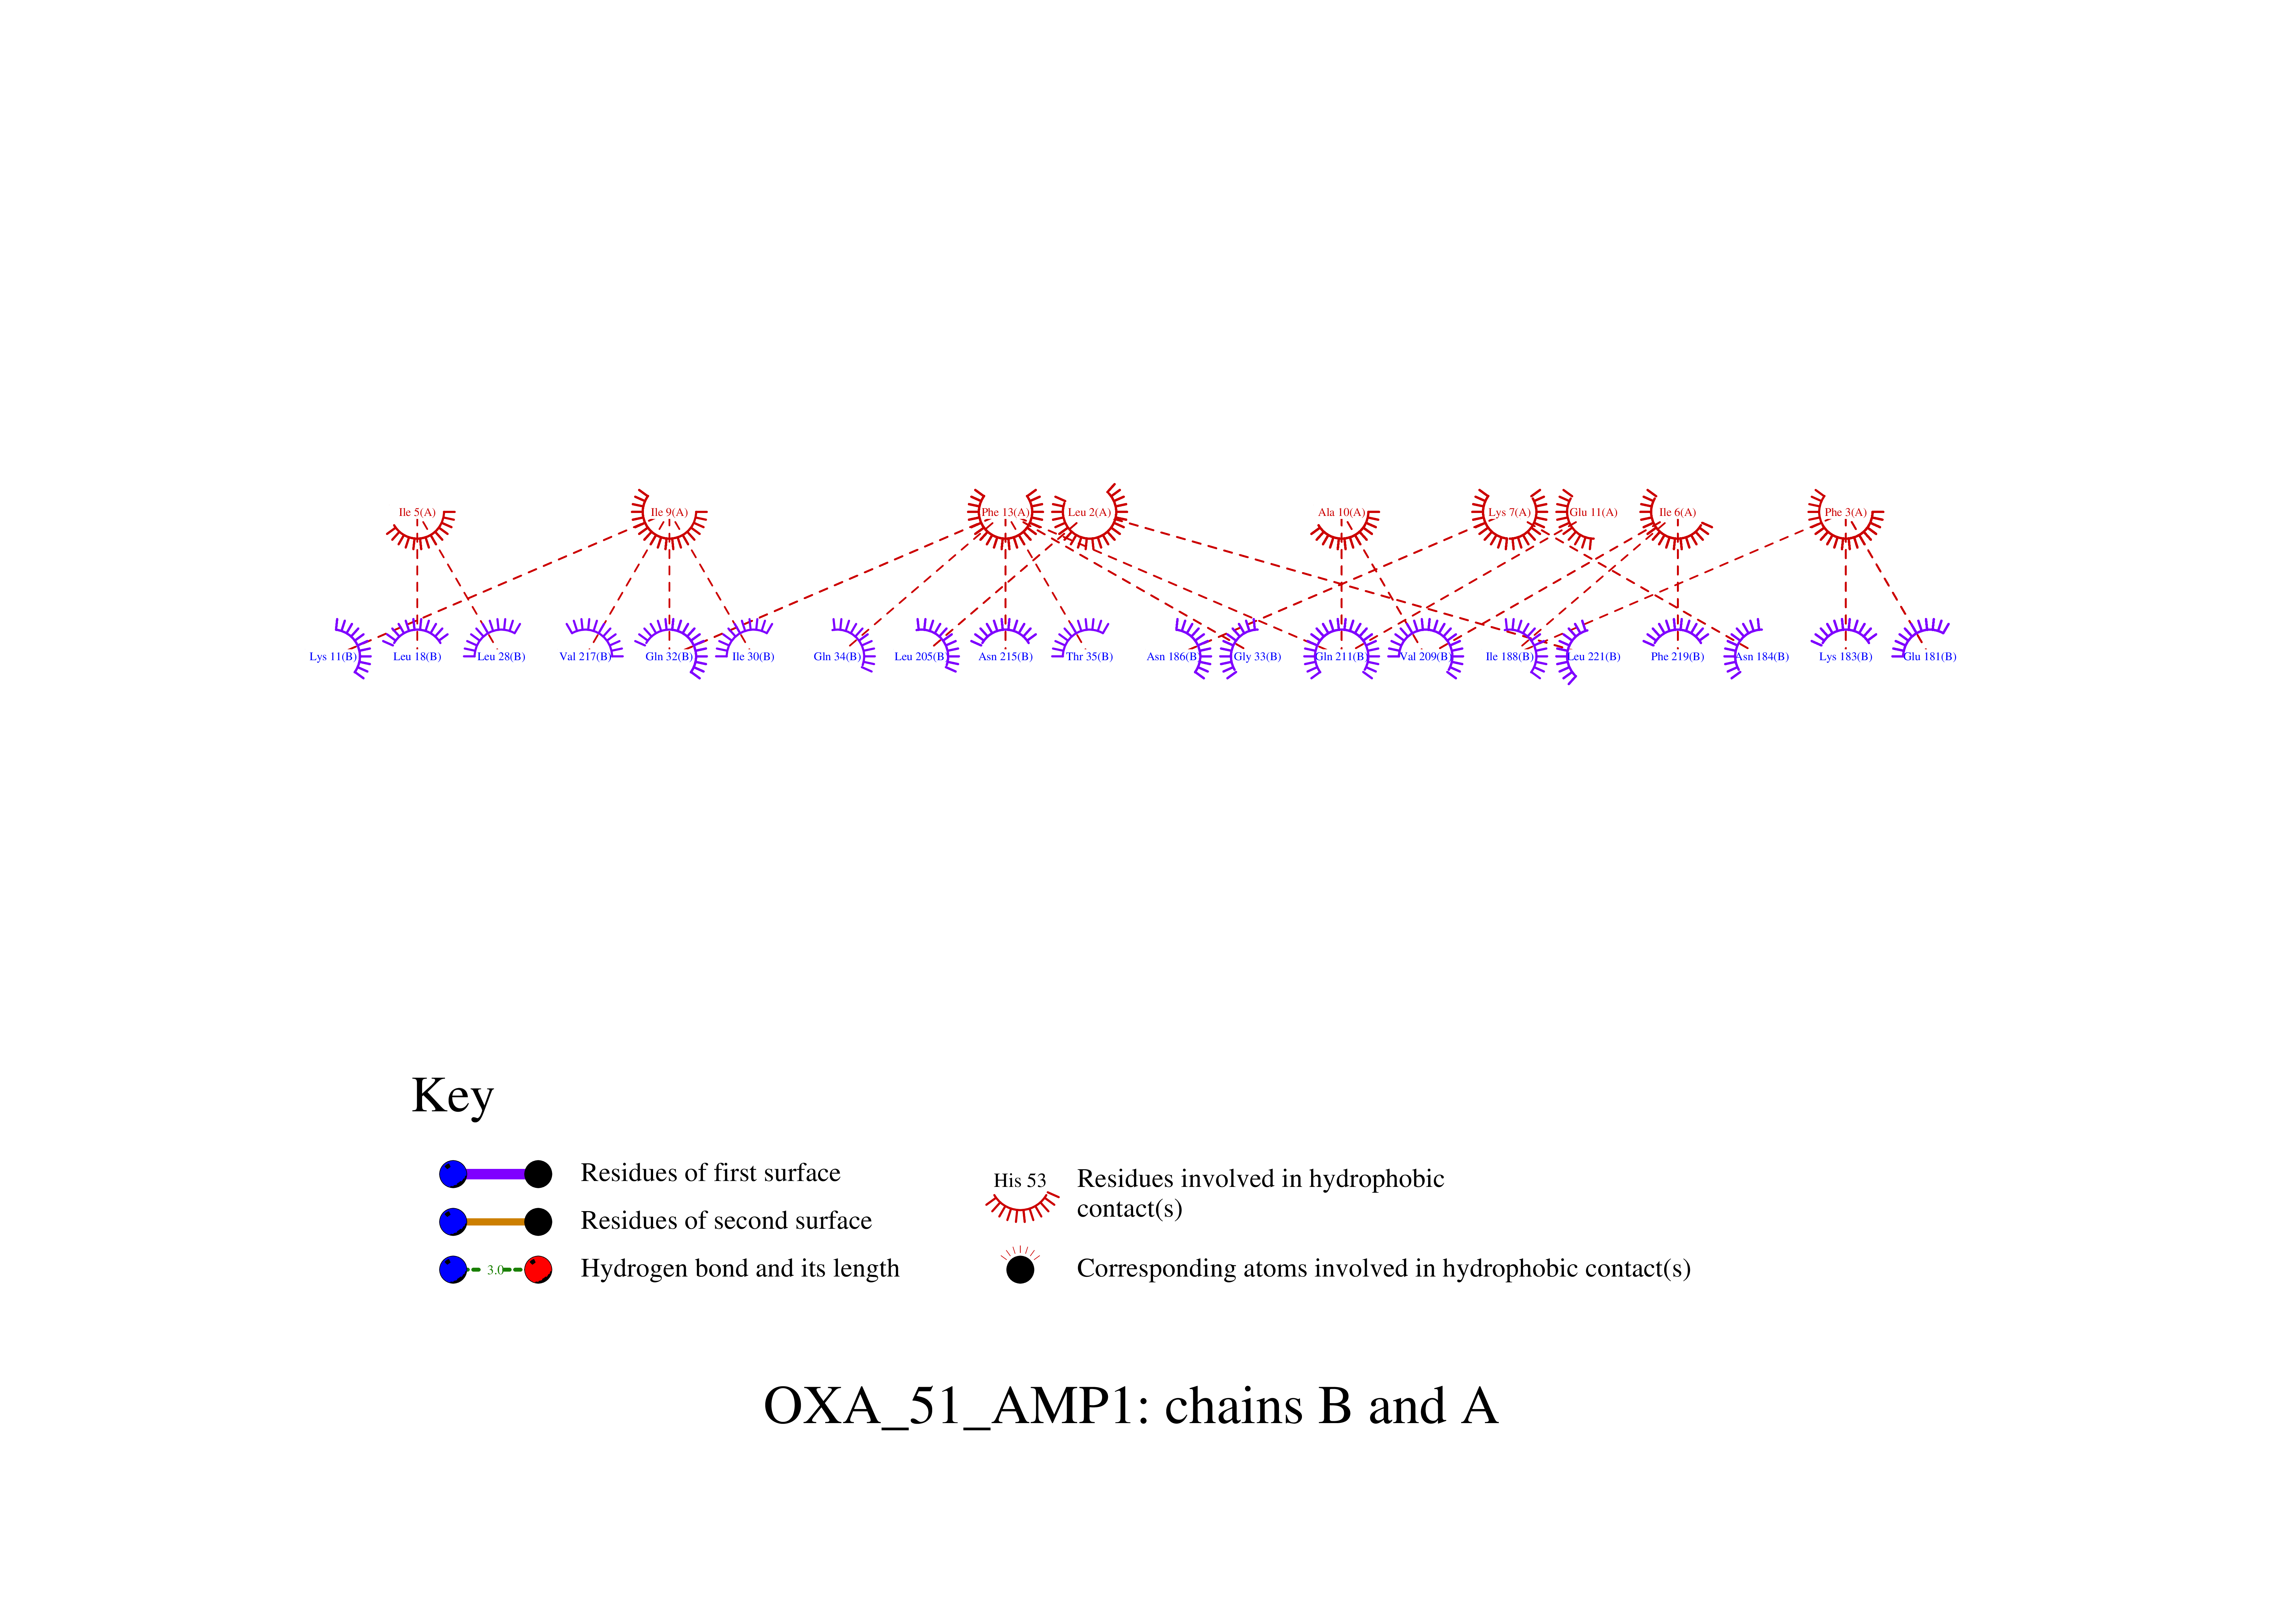 Ile 5(A) Ile 9(A) Phe 13(A) Leu 2(A) Ala 10(A) Lys 7(A) Glu 11(A) Ile 6(A) Phe 3(A)
Lys 11(B) Leu 18(B) Leu 28(B) Val 217(B) Gln 32(B) Ile 30(B) Gln 34(B) Leu 205(B) Asn 215(B) Thr 35(B) Asn 186(B) Gly 33(B) Gln 211(B) Val 209(B) Ile 188(B) Leu 221(B) Phe 219(B) Asn 184(B) Lys 183(B) Glu 181(B)
Key
Residues of first surface
Residues of second surface
3.0 Hydrogen bond and its length
His 53 Residues involved in hydrophobic
contact(s)
Corresponding atoms involved in hydrophobic contact(s)
OXA_51_AMP1: chains B and A